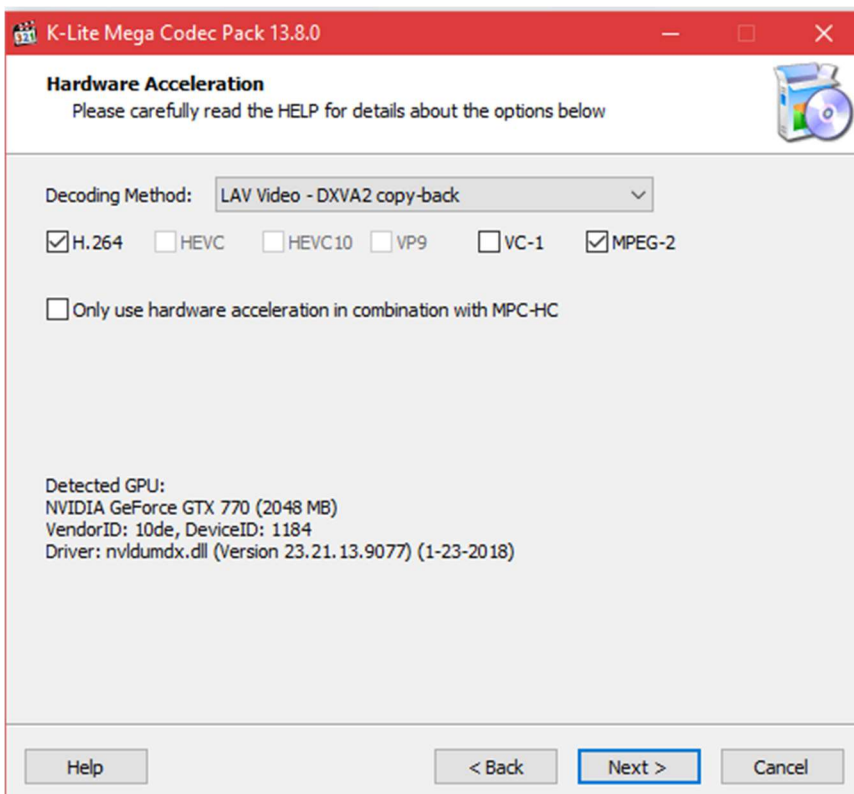 K-Lite Mega Codec Pack 13.8.0
Hardware Acceleration
Please carefully read the HELP for details about the options below
Decoding Method: LAV Video - DXVA2 copy-back
H.264 HEVC HEVC10 VP9 VC-1 MPEG-2
Only use hardware acceleration in combination with MPC-HC
Detected GPU:
NVIDIA GeForce GTX 770 (2048 MB)
VendorID: 10de, DeviceID: 1184
Driver: nvldumdx.dll (Version 23.21.13.9077) (1-23-2018)
Help < Back Next > Cancel